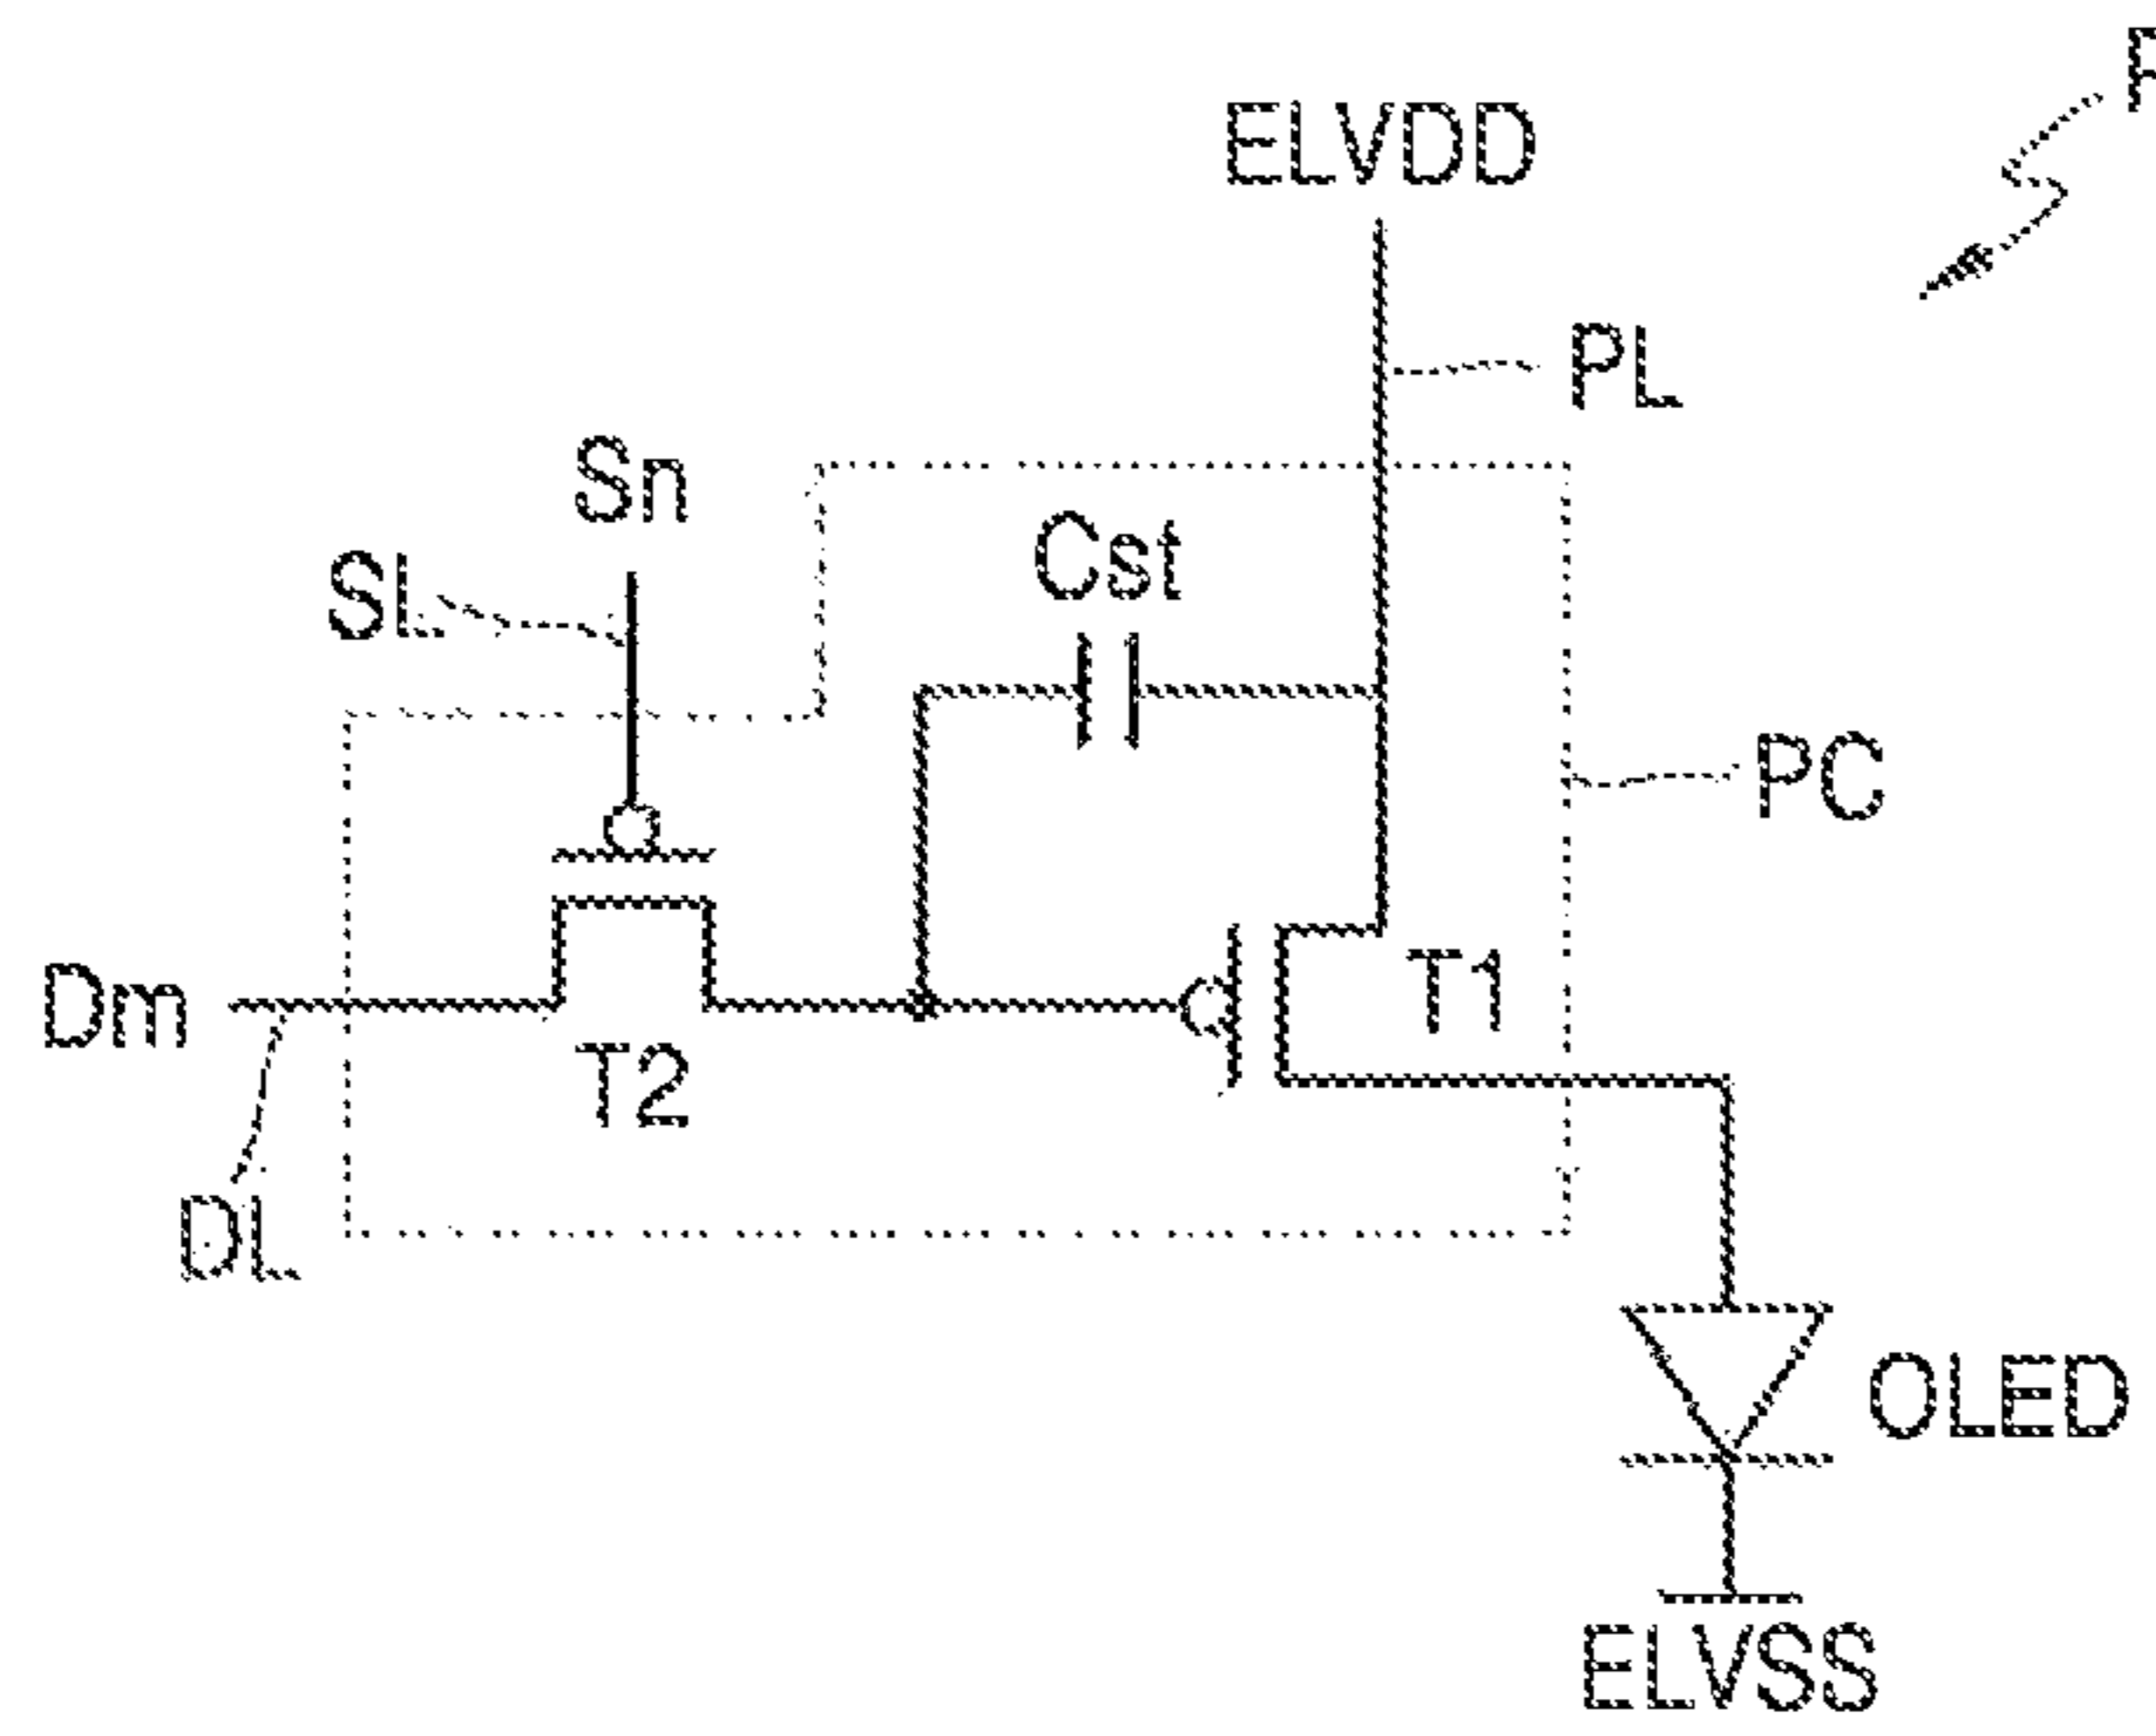 ELVDD
PL
Sn
SL
Cst
PC
Dm
T1
T2
DL
OLED
ELVSS